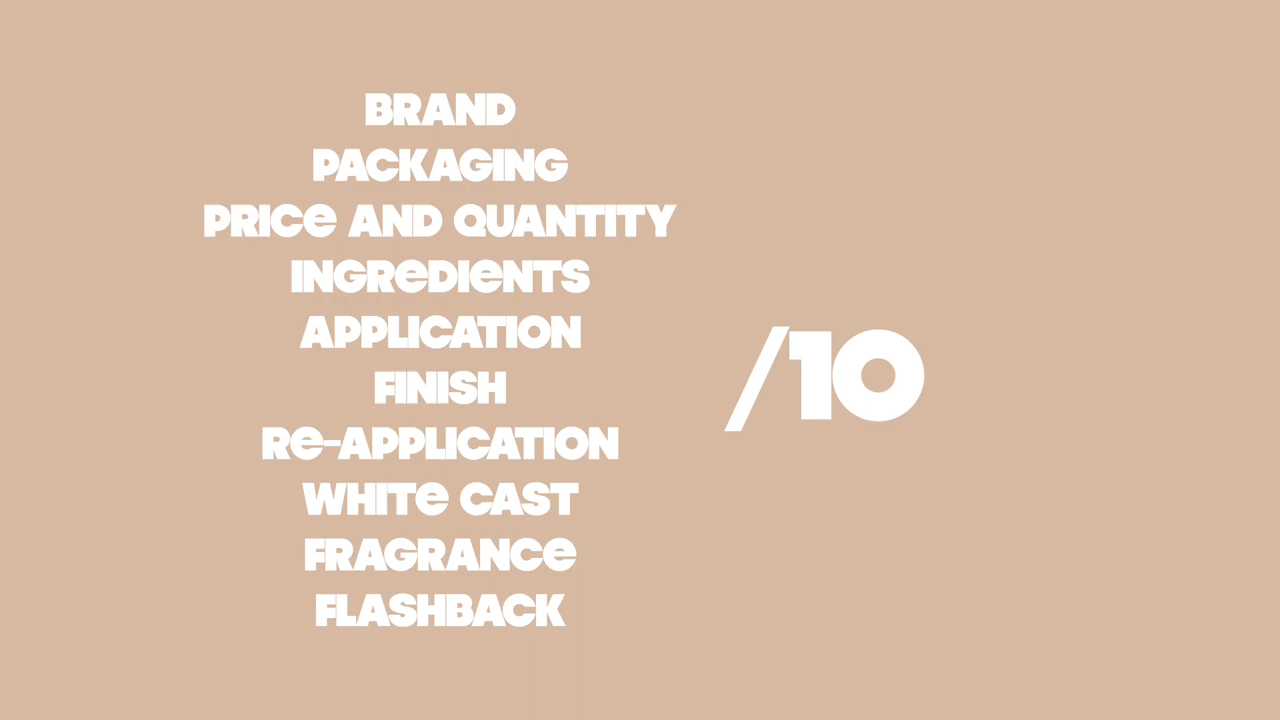 BRAND
PACKAGING
PRICe AND QUANTITY
INGReDIeNTS
APPLICATION
FINISH
Re-APPLICATION
WHITe CAST
FRAGRANCe
FLASHBACK
/10